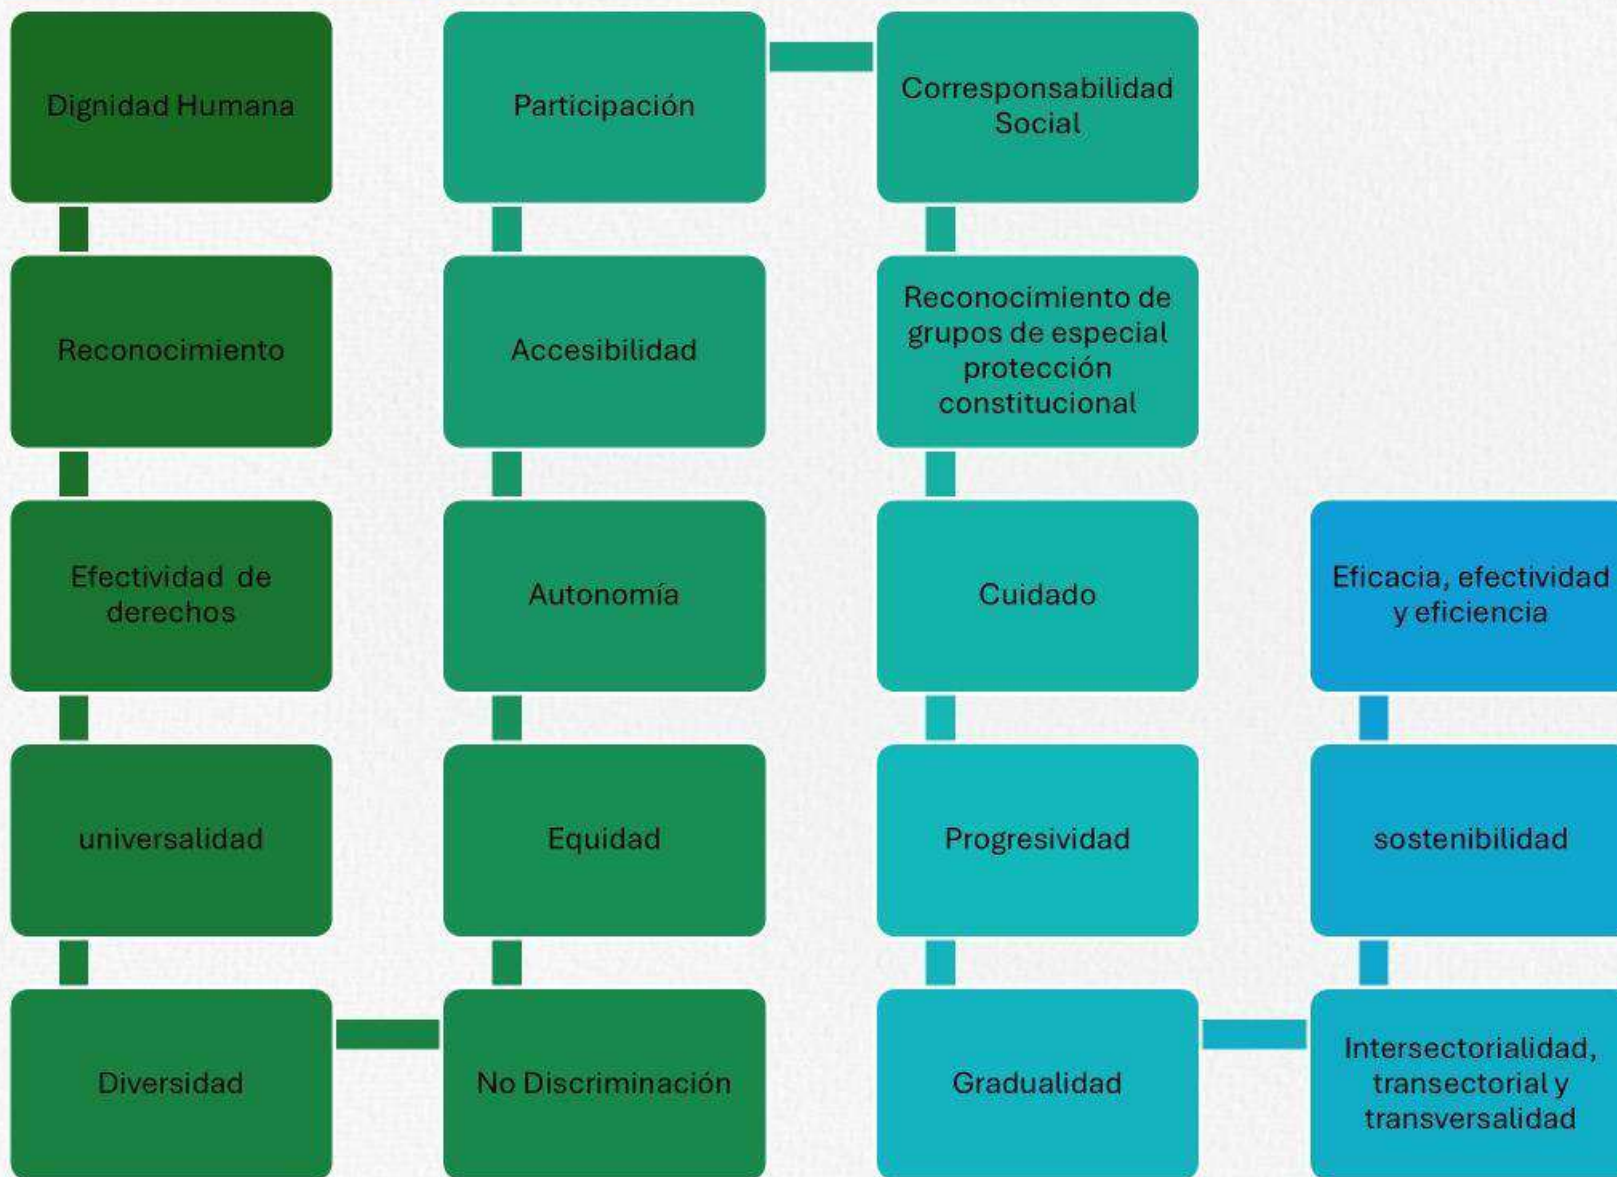 Dignidad Humana
Reconocimiento
Efectividad de
derechos
universalidad
Diversidad
No Discriminación
Equidad
Autonomía
Accesibilidad
Participación
Corresponsabilidad
Social
Reconocimiento de
grupos de especial
protección
constitucional
Cuidado
Progresividad
Gradualidad
Intersectorialidad,
transectorial y
transversalidad
sostenibilidad
Eficacia, efectividad
y eficiencia